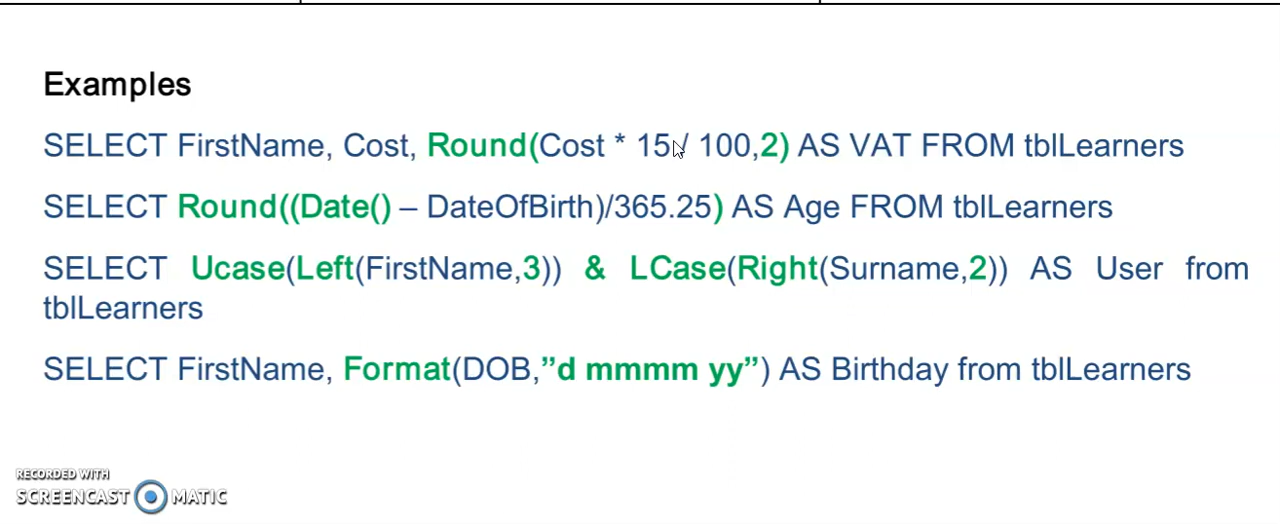 Examples
SELECT FirstName, Cost, Round(Cost * 15 / 100,2) AS VAT FROM tblLearners
SELECT Round((Date() – DateOfBirth)/365.25) AS Age FROM tblLearners
SELECT Ucase(Left(FirstName,3)) & LCase(Right(Surname,2)) AS User from
tblLearners
SELECT FirstName, Format(DOB,”d mmmm yy”) AS Birthday from tblLearners
RECORDED WITH
SCREENCAST MATIC